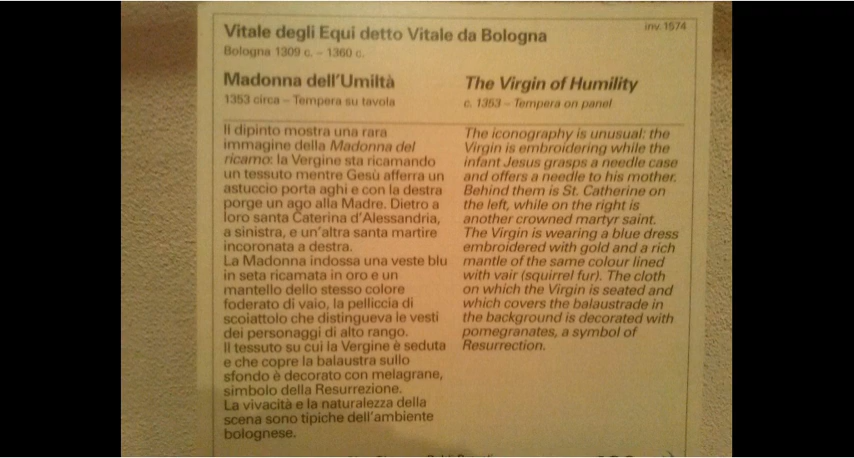 inv. 1574
Vitale degli Equi detto Vitale da Bologna
Bologna 1309 c. – 1360 c.
Madonna dell'Umiltà
1353 circa – Tempera su tavola
Il dipinto mostra una rara
immagine della Madonna del
ricamo: la Vergine sta ricamando
un tessuto mentre Gesù afferra un
astuccio porta aghi e con la destra
porge un ago alla Madre. Dietro a
loro santa Caterina d'Alessandria,
a sinistra, e un'altra santa martire
incoronata a destra.
La Madonna indossa una veste blu
in seta ricamata in oro e un
mantello dello stesso colore
foderato di vaio, la pelliccia di
scoiattolo che distingueva le vesti
dei personaggi di alto rango.
Il tessuto su cui la Vergine è seduta
e che copre la balaustra sullo
sfondo è decorato con melagrane,
simbolo della Resurrezione.
La vivacità e la naturalezza della
scena sono tipiche dell'ambiente
bolognese.
The Virgin of Humility
c. 1353 – Tempera on panel
The iconography is unusual: the
Virgin is embroidering while the
infant Jesus grasps a needle case
and offers a needle to his mother.
Behind them is St. Catherine on
the left, while on the right is
another crowned martyr saint.
The Virgin is wearing a blue dress
embroidered with gold and a rich
mantle of the same colour lined
with vair (squirrel fur). The cloth
on which the Virgin is seated and
which covers the balaustrade in
the background is decorated with
pomegranates, a symbol of
Resurrection.